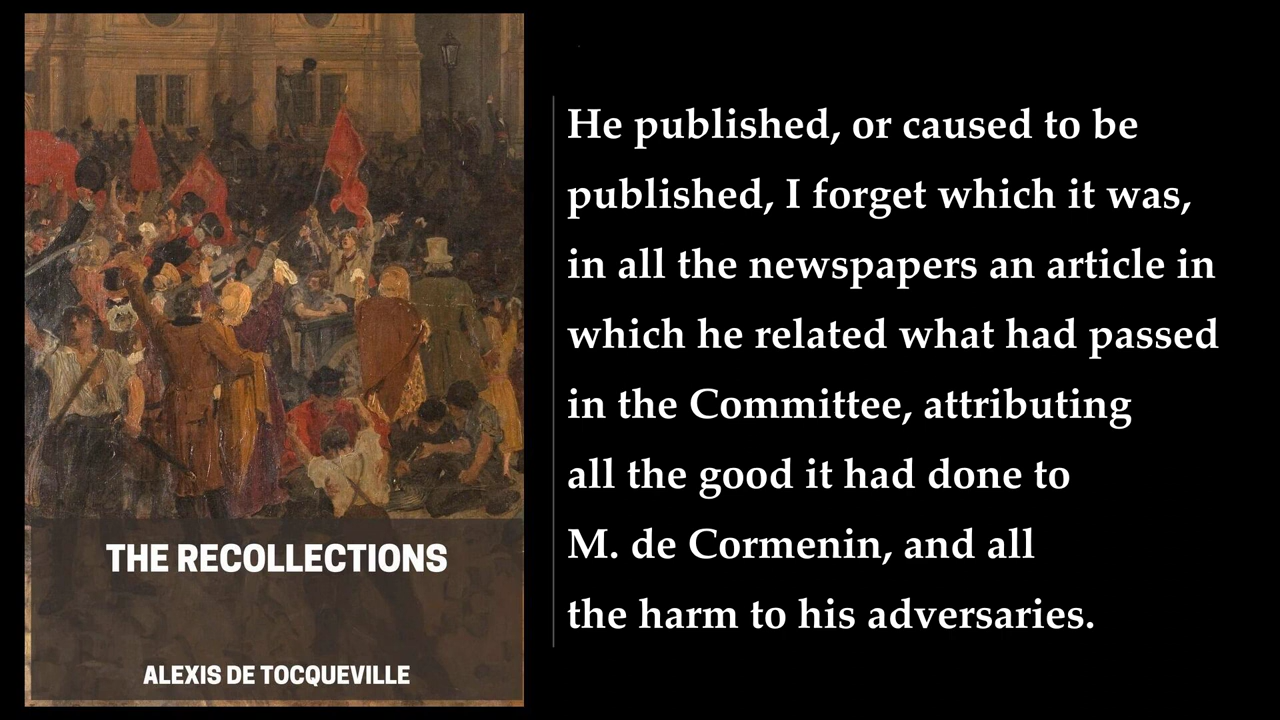 THE RECOLLECTIONS
ALEXIS DE TOCQUEVILLE
He published, or caused to be
published, I forget which it was,
in all the newspapers an article in
which he related what had passed
in the Committee, attributing
all the good it had done to
M. de Cormenin, and all
the harm to his adversaries.